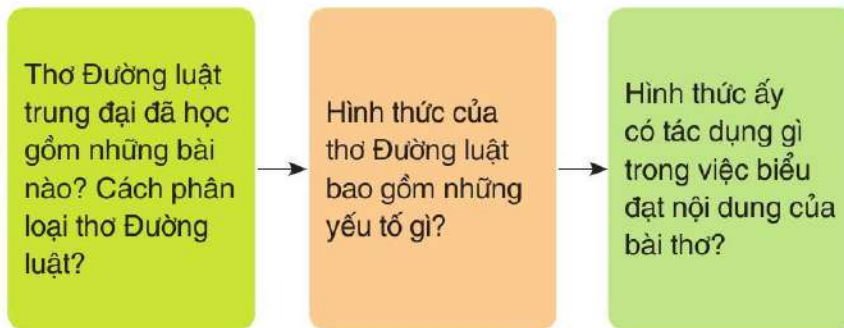 Thơ Đường luật
trung đại đã học
gồm những bài
nào? Cách phân
loại thơ Đường
luật?
Hình thức của
thơ Đường luật
bao gồm những
yếu tố gì?
Hình thức ấy
có tác dụng gì
trong việc biểu
đạt nội dung của
bài thơ?